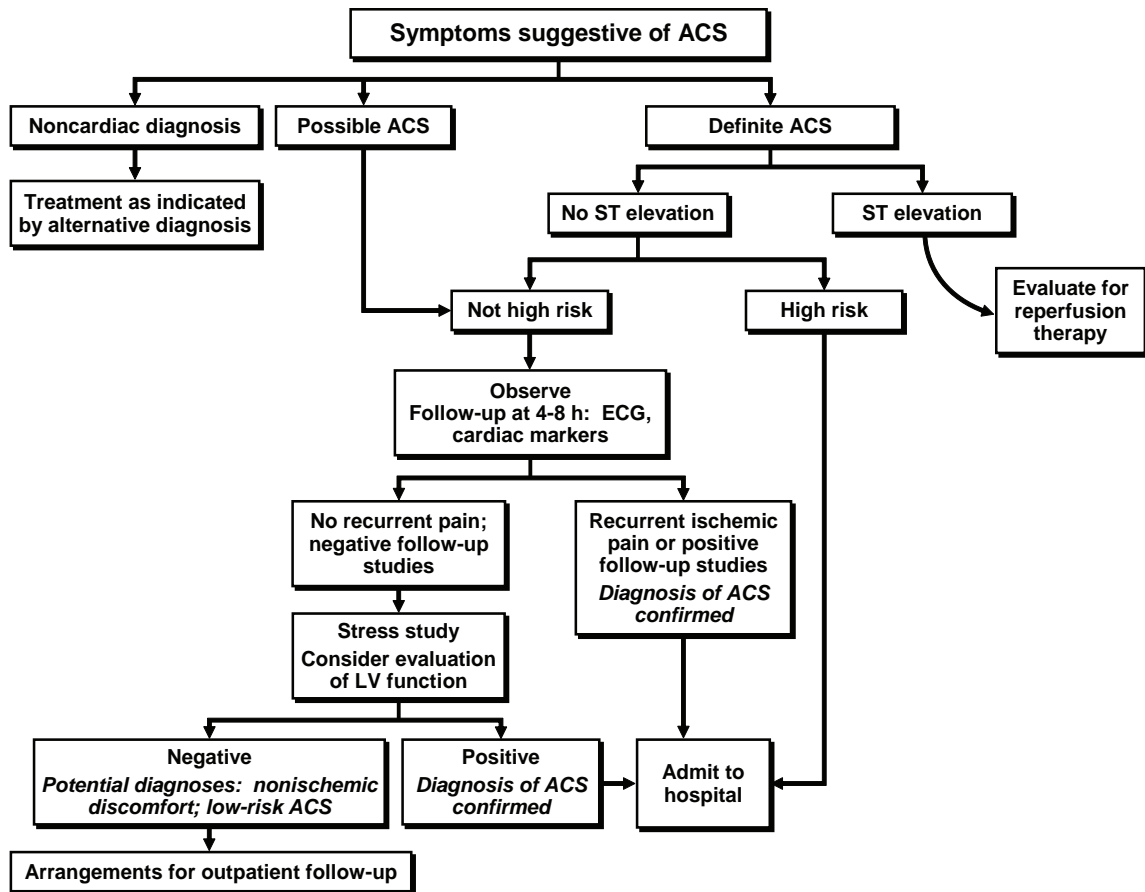 Symptoms suggestive of ACS
Noncardiac diagnosis
Possible ACS
Definite ACS
Treatment as indicated
by alternative diagnosis
No ST elevation
ST elevation
Not high risk
High risk
Evaluate for
reperfusion
therapy
Observe
Follow-up at 4-8 h:  ECG,
cardiac markers
No recurrent pain;
negative follow-up
studies
Recurrent ischemic
pain or positive
follow-up studies
Diagnosis of ACS
confirmed
Stress study
Consider evaluation
of LV function
Negative
Potential diagnoses:  nonischemic
discomfort; low-risk ACS
Positive
Diagnosis of ACS
confirmed
Admit to
hospital
Arrangements for outpatient follow-up